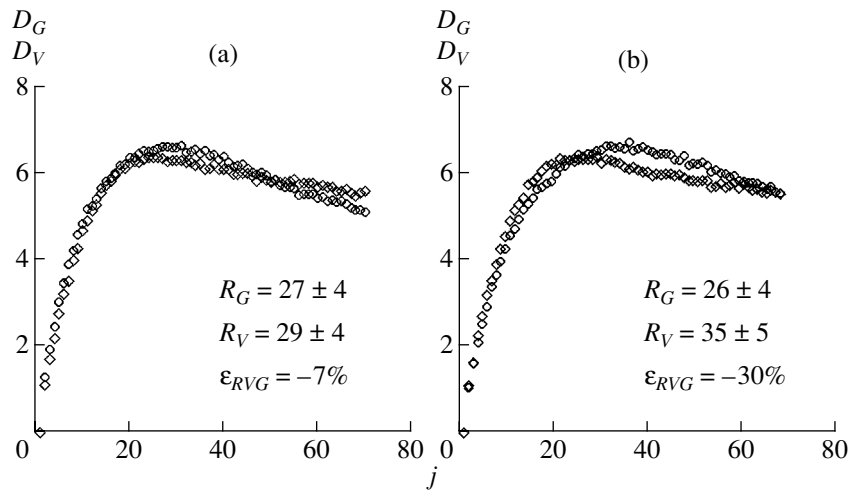 D_G
D_V
(a)
(b)
8
6
4
2
0
20
40
60
80
R_G = 27 ± 4
R_V = 29 ± 4
ε_RVG = –7%
8
6
4
2
0
20
40
60
80
R_G = 26 ± 4
R_V = 35 ± 5
ε_RVG = –30%
j
D_G
D_V